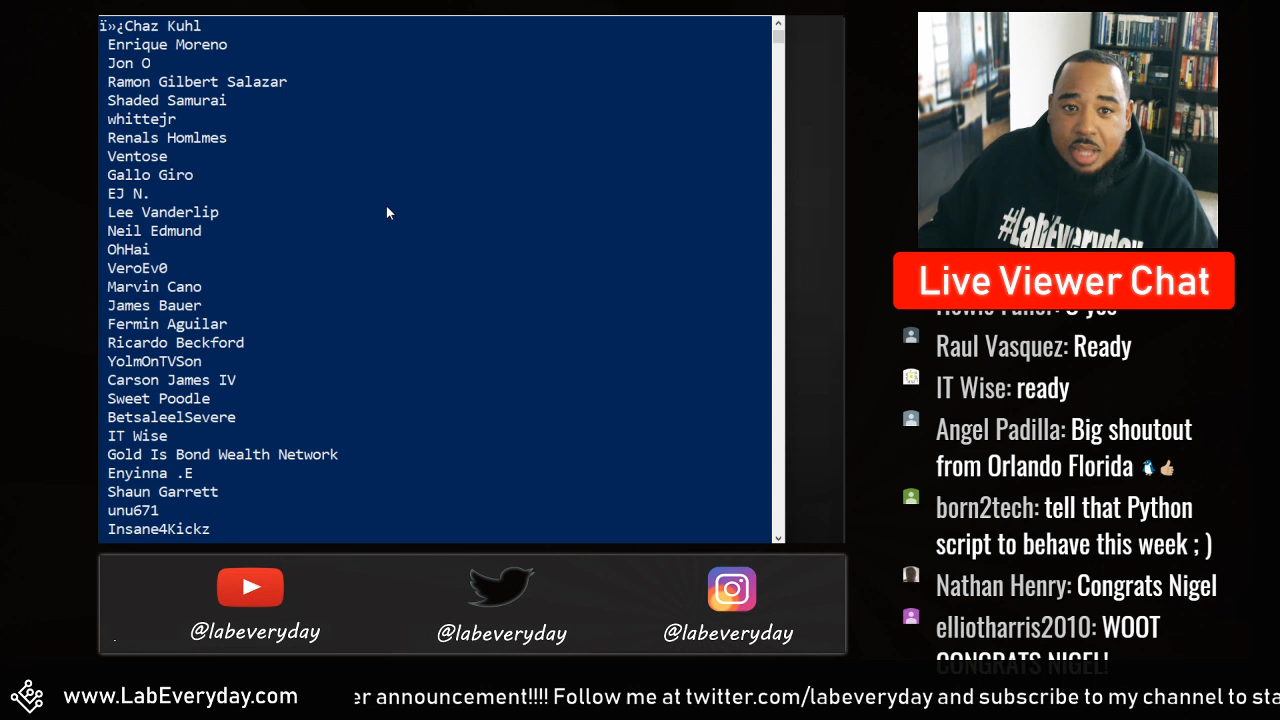 ï»¿Chaz Kuhl
Enrique Moreno
Jon O
Ramon Gilbert Salazar
Shaded Samurai
whittejr
Renals Homlmes
Ventose
Gallo Giro
EJ N.
Lee Vanderlip
Neil Edmund
OhHai
VeroEv0
Marvin Cano
James Bauer
Fermin Aguilar
Ricardo Beckford
YolmOnTVSon
Carson James IV
Sweet Poodle
BetsaleelSevere
IT Wise
Gold Is Bond Wealth Network
Enyinna .E
Shaun Garrett
unu671
Insane4Kickz
@labeveryday
@labeveryday
@labeveryday
#LabEveryday
Live Viewer Chat
Raul Vasquez: Ready
IT Wise: ready
Angel Padilla: Big shoutout
from Orlando Florida 🐧👍🏼
born2tech: tell that Python
script to behave this week ; )
Nathan Henry: Congrats Nigel
elliotharris2010: WOOT
CONGRATS NIGEL!
www.LabEveryday.com
er announcement!!!! Follow me at twitter.com/labeveryday and subscribe to my channel to sta